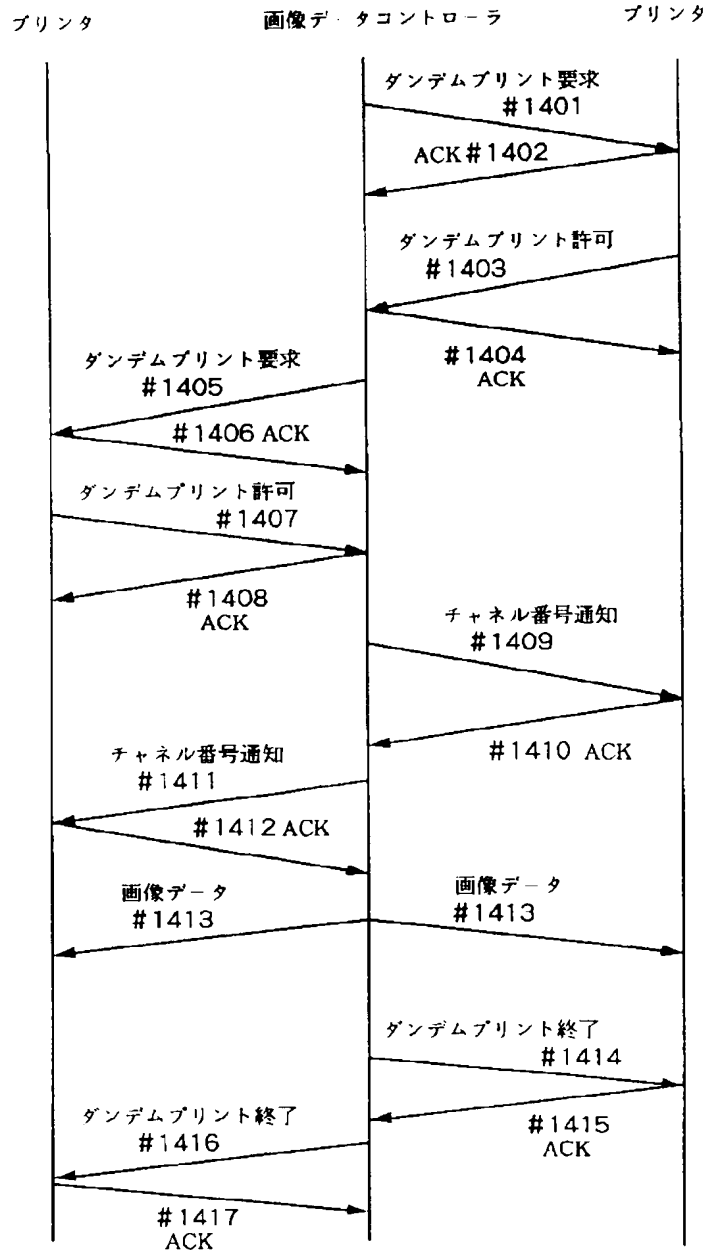 プリンタ 画像データコントローラ プリンタ
ダンデムプリント要求
#1401
ACK #1402
ダンデムプリント許可
#1403
#1404
ACK
ダンデムプリント要求
#1405
#1406 ACK
ダンデムプリント許可
#1407
#1408
ACK
チャネル番号通知
#1409
#1410 ACK
チャネル番号通知
#1411
#1412 ACK
画像データ
#1413
画像データ
#1413
ダンデムプリント終了
#1414
#1415
ACK
ダンデムプリント終了
#1416
#1417
ACK